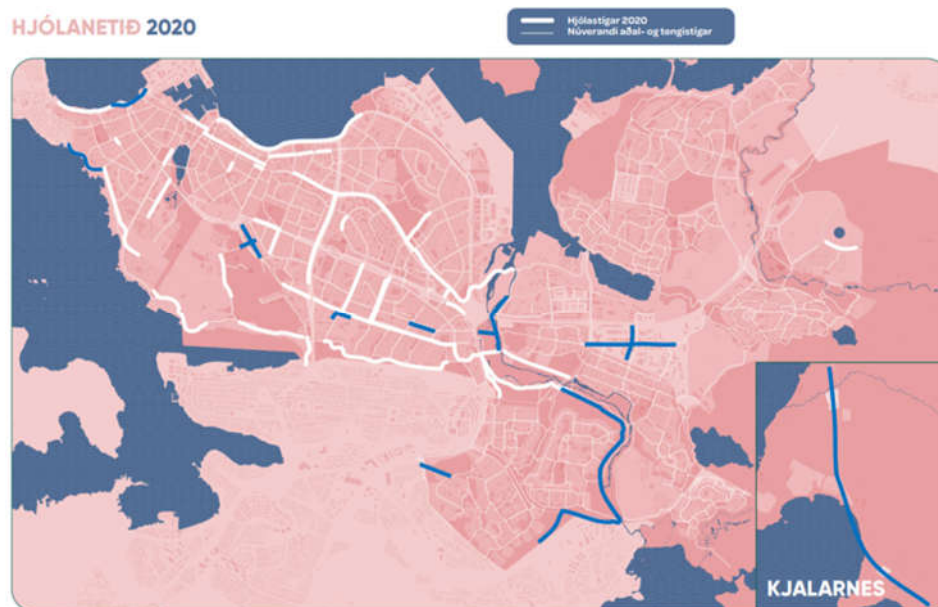 HJÓLANETIÐ 2020
Hjólastígar 2020
Núverandi aðal- og tengistígar
KJALARNES